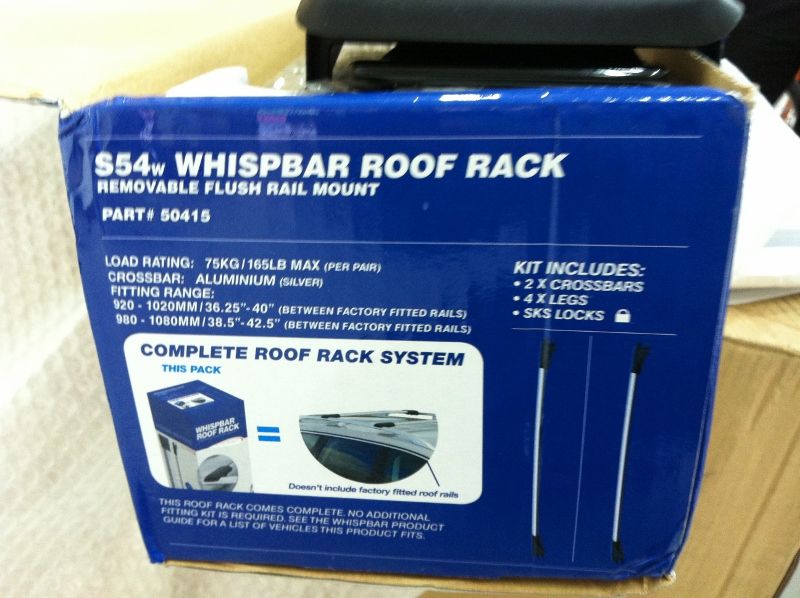 S54w WHISPBAR ROOF RACK
REMOVABLE FLUSH RAIL MOUNT
PART# 50415
LOAD RATING: 75KG/165LB MAX (PER PAIR)
CROSSBAR: ALUMINIUM (SILVER)
FITTING RANGE:
920 - 1020MM/36.25"-40" (BETWEEN FACTORY FITTED RAILS)
980 - 1080MM/38.5"-42.5" (BETWEEN FACTORY FITTED RAILS)
KIT INCLUDES:
• 2 X CROSSBARS
• 4 X LEGS
• SKS LOCKS
COMPLETE ROOF RACK SYSTEM
THIS PACK
WHISPBAR
ROOF RACK
=
Doesn't include factory fitted roof rails
THIS ROOF RACK COMES COMPLETE. NO ADDITIONAL
FITTING KIT IS REQUIRED. SEE THE WHISPBAR PRODUCT
GUIDE FOR A LIST OF VEHICLES THIS PRODUCT FITS.